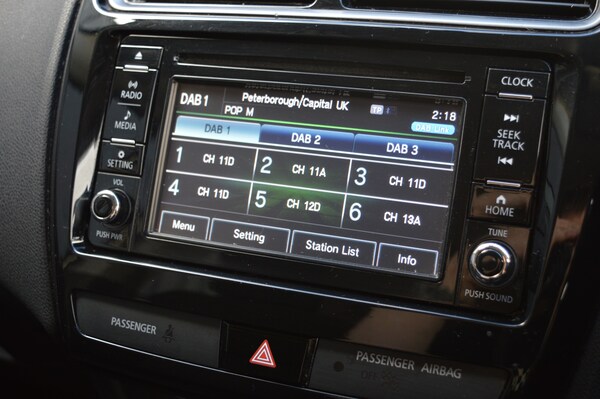 CLOCK
RADIO
MEDIA
SETTING
VOL
PUSH PWR
DAB1 Peterborough/Capital UK TP 2:18
POP M DAB Link
DAB 1 DAB 2 DAB 3
1 CH 11D 2 CH 11A 3 CH 11D
4 CH 11D 5 CH 12D 6 CH 13A
Menu Setting Station List Info
SEEK
TRACK
HOME
TUNE
PUSH SOUND
PASSENGER
PASSENGER AIRBAG